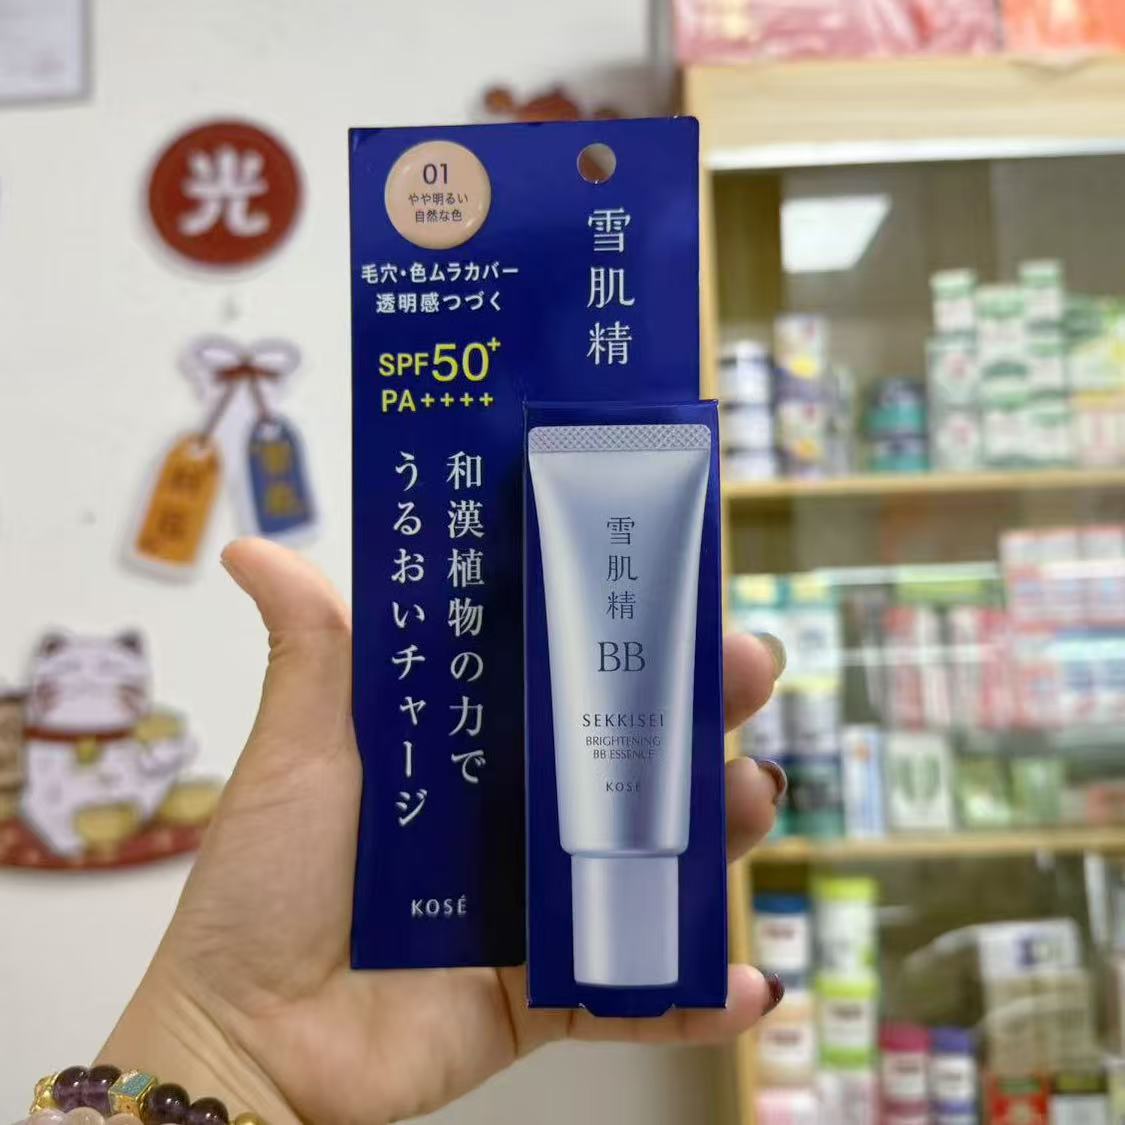 光
01
やや明るい
自然な色
毛穴・色ムラカバー
透明感つづく
SPF50+
PA++++
雪肌精
和漢植物の力で
うるおいチャージ
KOSÉ
雪肌精
BB
SEKKISEI
BRIGHTENING
BB ESSENCE
KOSÉ